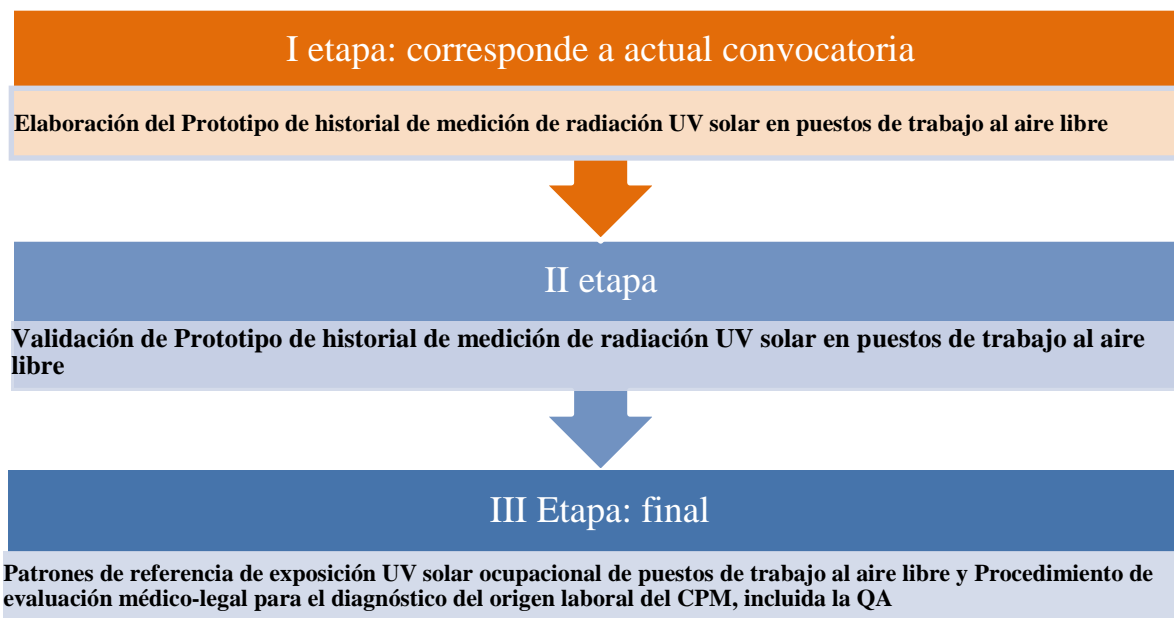 I etapa: corresponde a actual convocatoria
Elaboración del Prototipo de historial de medición de radiación UV solar en puestos de trabajo al aire libre
II etapa
Validación de Prototipo de historial de medición de radiación UV solar en puestos de trabajo al aire
libre
III Etapa: final
Patrones de referencia de exposición UV solar ocupacional de puestos de trabajo al aire libre y Procedimiento de
evaluación médico-legal para el diagnóstico del origen laboral del CPM, incluida la QA